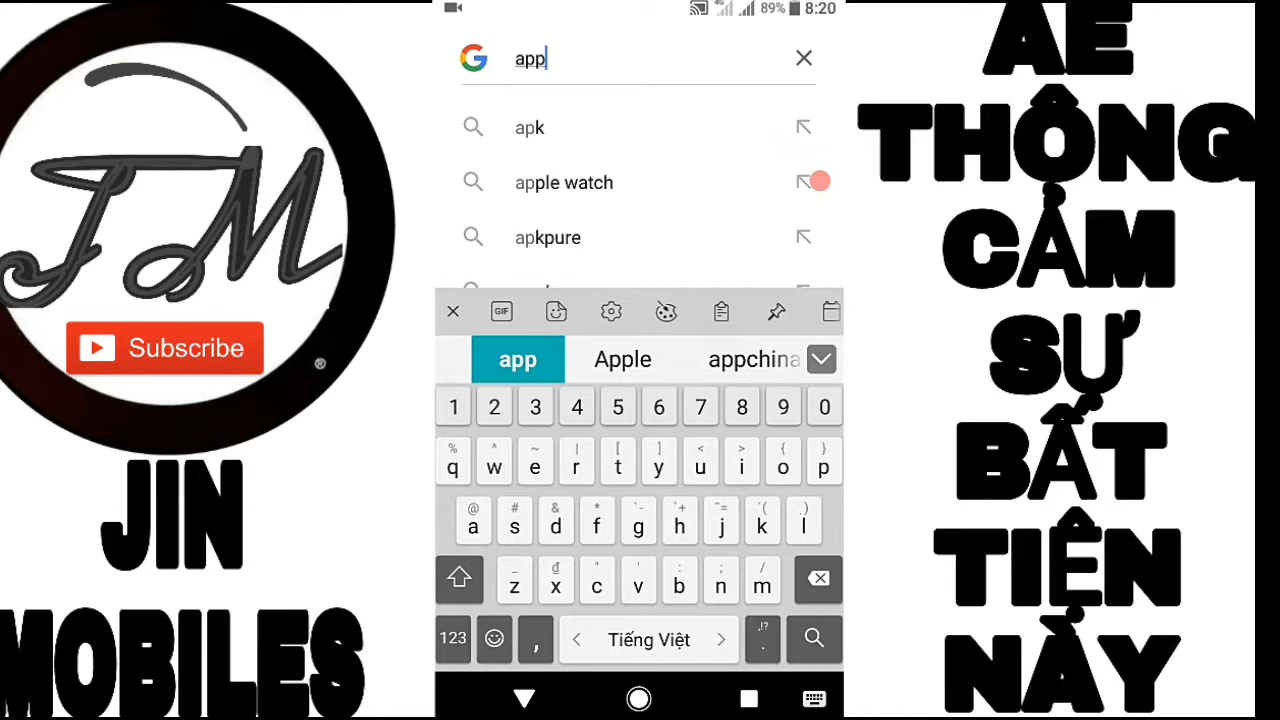 JM
Subscribe
®
JIN
MOBILES
4G 89% 8:20
app
apk
apple watch
apkpure
GIF
app Apple appchina
1 2 3 4 5 6 7 8 9 0
% ^ ~ | [ ] < > { }
q w e r t y u i o p
@ # & * - + = ( )
a s d f g h j k l
_ ₫ " ' : ; /
z x c v b n m
123 , < Tiếng Việt > ,!? .
AE
THÔNG
CẢM
SỰ
BẤT
TIỆN
NÀY